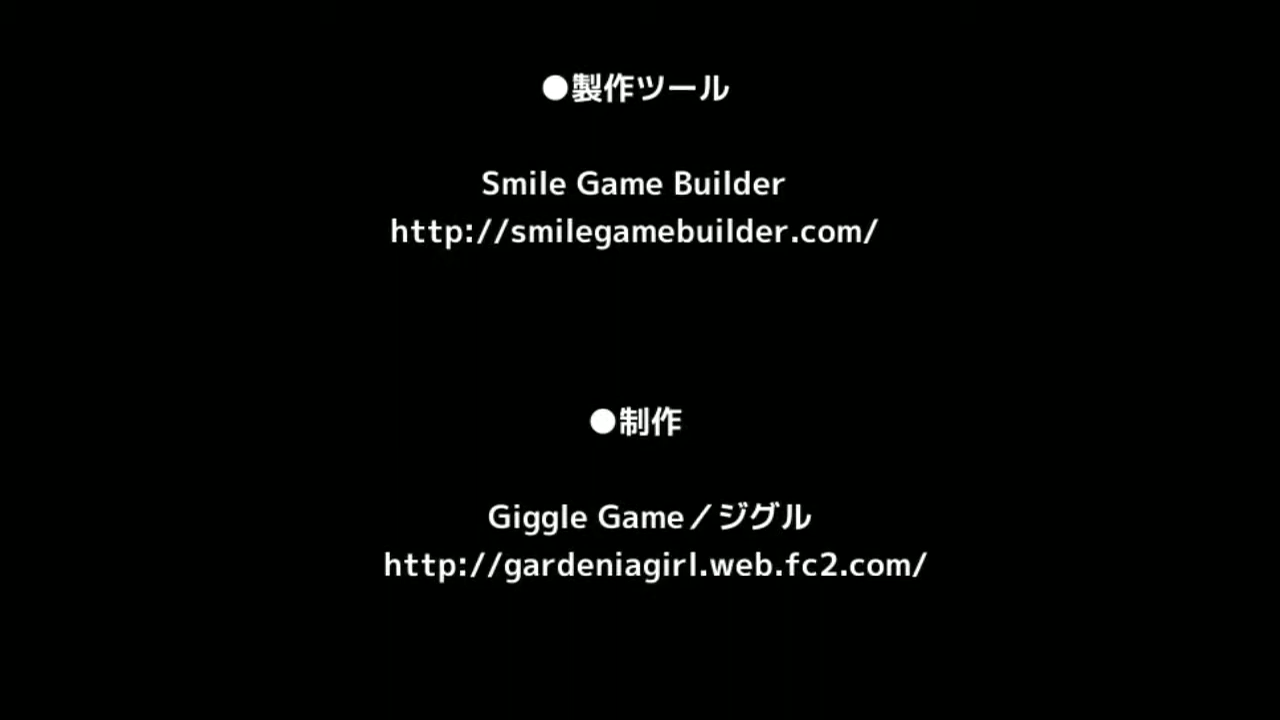 ●製作ツール
Smile Game Builder
http://smilegamebuilder.com/
●制作
Giggle Game／ジグル
http://gardeniagirl.web.fc2.com/